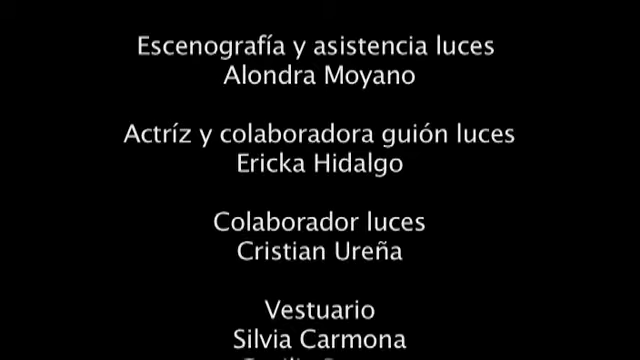 Escenografía y asistencia luces
Alondra Moyano
Actríz y colaboradora guión luces
Ericka Hidalgo
Colaborador luces
Cristian Ureña
Vestuario
Silvia Carmona